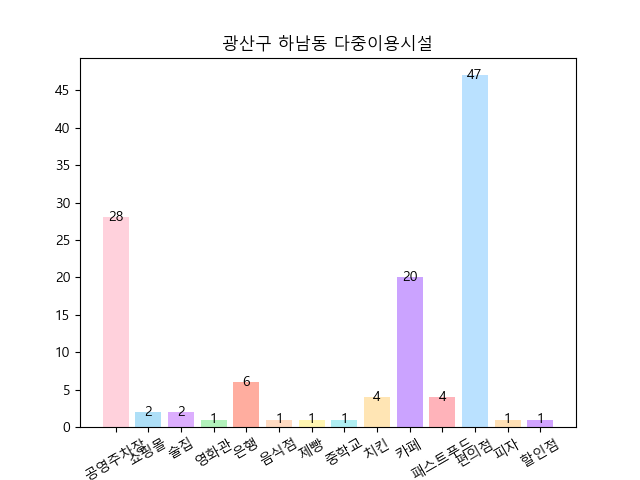 광산구 하남동 다중이용시설
45
40
35
30
25
20
15
10
5
0
28
2
2
1
6
1
1
1
4
20
4
47
1
1
공영주차장
쇼핑몰
술집
영화관
은행
음식점
제빵
중학교
치킨
카페
패스트푸드
편의점
피자
할인점